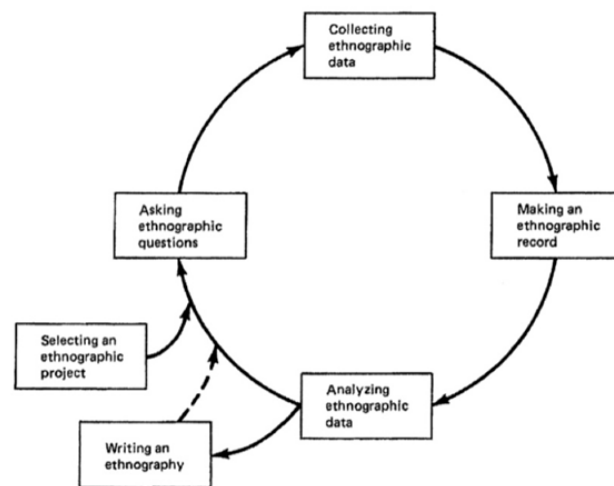 Collecting
ethnographic
data
Asking
ethnographic
questions
Making an
ethnographic
record
Selecting an
ethnographic
project
Analyzing
ethnographic
data
Writing an
ethnography